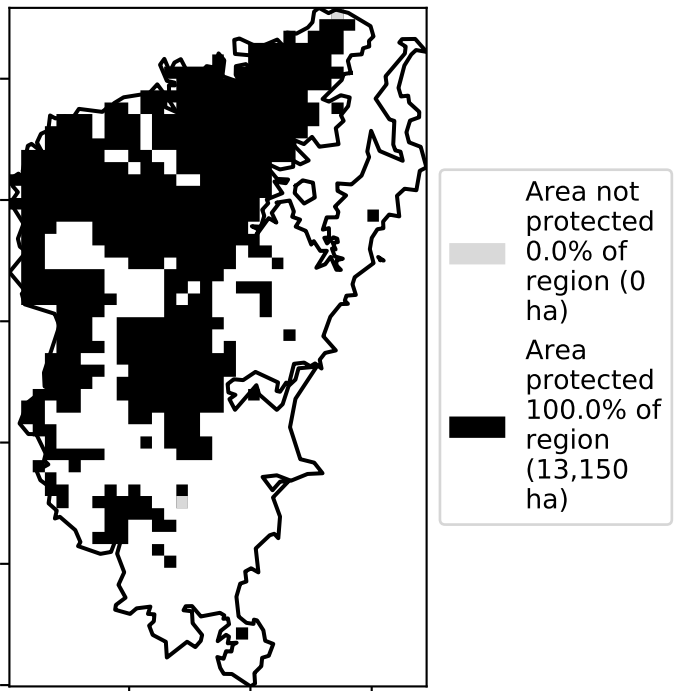 Area not
protected
0.0% of
region (0
ha)
Area
protected
100.0% of
region
(13,150
ha)